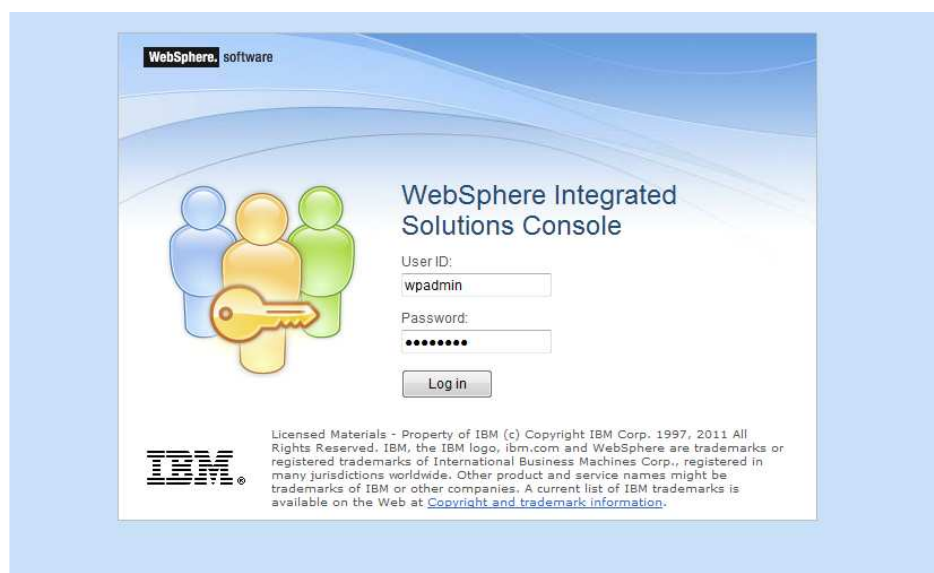 WebSphere. software
WebSphere Integrated
Solutions Console
User ID:
wpadmin
Password:
••••••••
Log in
IBM®
Licensed Materials - Property of IBM (c) Copyright IBM Corp. 1997, 2011 All
Rights Reserved. IBM, the IBM logo, ibm.com and WebSphere are trademarks or
registered trademarks of International Business Machines Corp., registered in
many jurisdictions worldwide. Other product and service names might be
trademarks of IBM or other companies. A current list of IBM trademarks is
available on the Web at Copyright and trademark information.